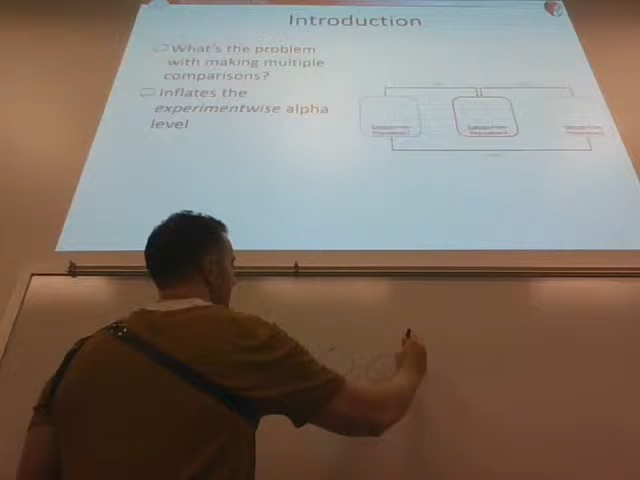 Introduction
What's the problem
with making multiple
comparisons?
Inflates the
experimentwise alpha
level